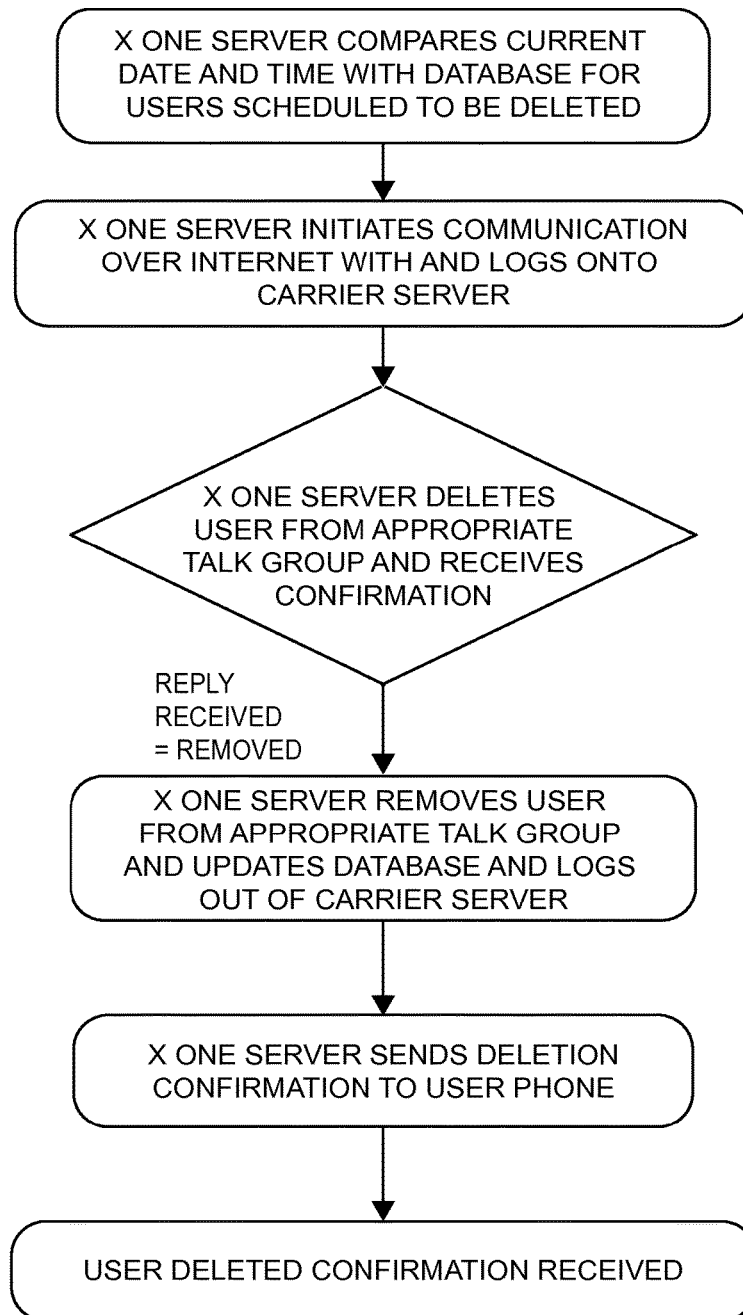 X ONE SERVER COMPARES CURRENT
DATE AND TIME WITH DATABASE FOR
USERS SCHEDULED TO BE DELETED
X ONE SERVER INITIATES COMMUNICATION
OVER INTERNET WITH AND LOGS ONTO
CARRIER SERVER
X ONE SERVER DELETES
USER FROM APPROPRIATE
TALK GROUP AND RECEIVES
CONFIRMATION
REPLY
RECEIVED
= REMOVED
X ONE SERVER REMOVES USER
FROM APPROPRIATE TALK GROUP
AND UPDATES DATABASE AND LOGS
OUT OF CARRIER SERVER
X ONE SERVER SENDS DELETION
CONFIRMATION TO USER PHONE
USER DELETED CONFIRMATION RECEIVED